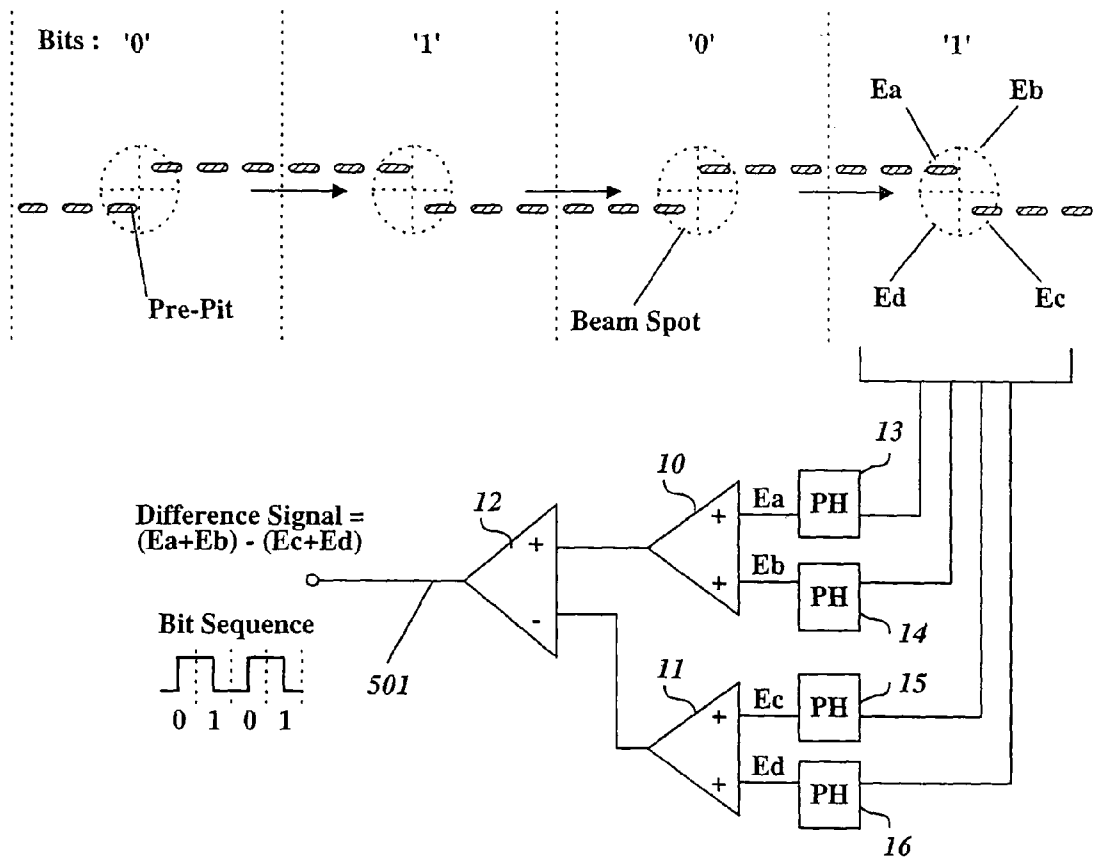 Bits : '0' '1' '0' '1'
Ea Eb
Pre-Pit
Beam Spot
Ed Ec
13
10
12
Ea PH
Difference Signal =
(Ea+Eb) - (Ec+Ed)
+ +
Eb PH
+
14
Bit Sequence
-
501
11
15
Ec PH
+
0 1 0 1
Ed PH
+
16